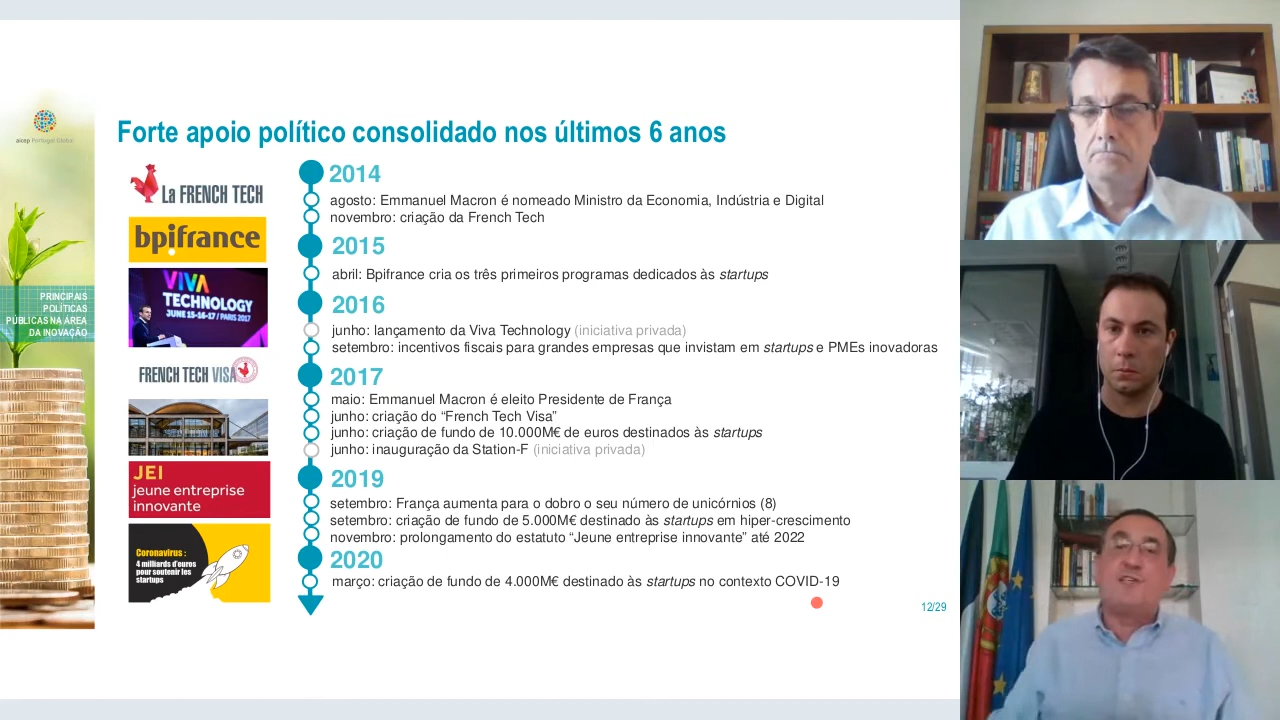 aicep Portugal Global
PRINCIPAIS
POLÍTICAS
PÚBLICAS NA ÁREA
DA INOVAÇÃO
Forte apoio político consolidado nos últimos 6 anos
La FRENCH TECH
bpifrance
VIVA
TECHNOLOGY
JUNE 15-16-17 / PARIS 2017
FRENCH TECH VISA
JEI
jeune entreprise
innovante
Coronavirus :
4 milliards d'euros
pour soutenir les
startups
2014
agosto: Emmanuel Macron é nomeado Ministro da Economia, Indústria e Digital
novembro: criação da French Tech
2015
abril: Bpifrance cria os três primeiros programas dedicados às startups
2016
junho: lançamento da Viva Technology (iniciativa privada)
setembro: incentivos fiscais para grandes empresas que invistam em startups e PMEs inovadoras
2017
maio: Emmanuel Macron é eleito Presidente de França
junho: criação do “French Tech Visa”
junho: criação de fundo de 10.000M€ de euros destinados às startups
junho: inauguração da Station-F (iniciativa privada)
2019
setembro: França aumenta para o dobro o seu número de unicórnios (8)
setembro: criação de fundo de 5.000M€ destinado às startups em hiper-crescimento
novembro: prolongamento do estatuto “Jeune entreprise innovante” até 2022
2020
março: criação de fundo de 4.000M€ destinado às startups no contexto COVID-19
12/29